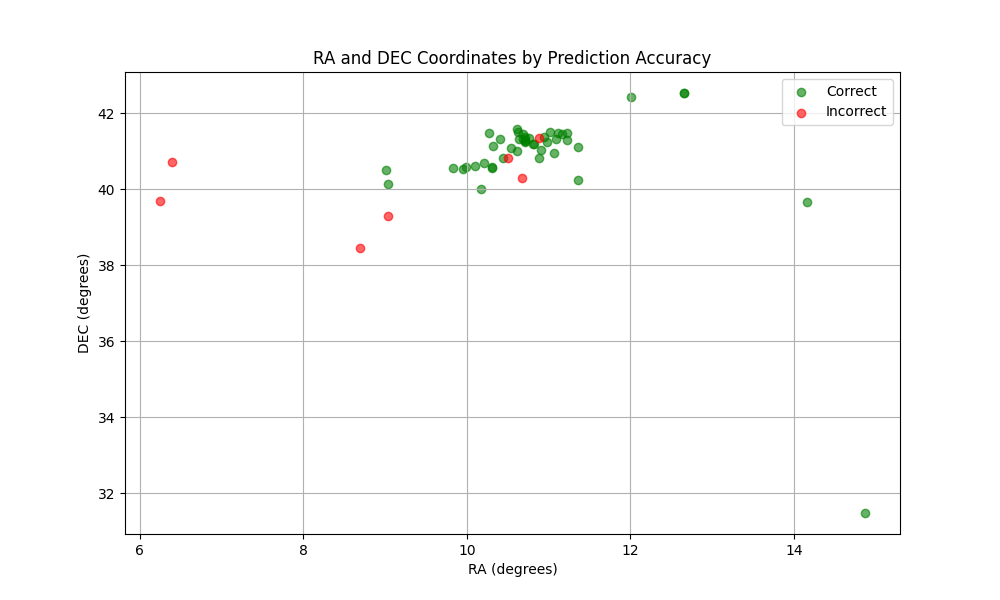 RA and DEC Coordinates by Prediction Accuracy
Correct
Incorrect
DEC (degrees)
42
40
38
36
34
32
6 8 10 12 14
RA (degrees)